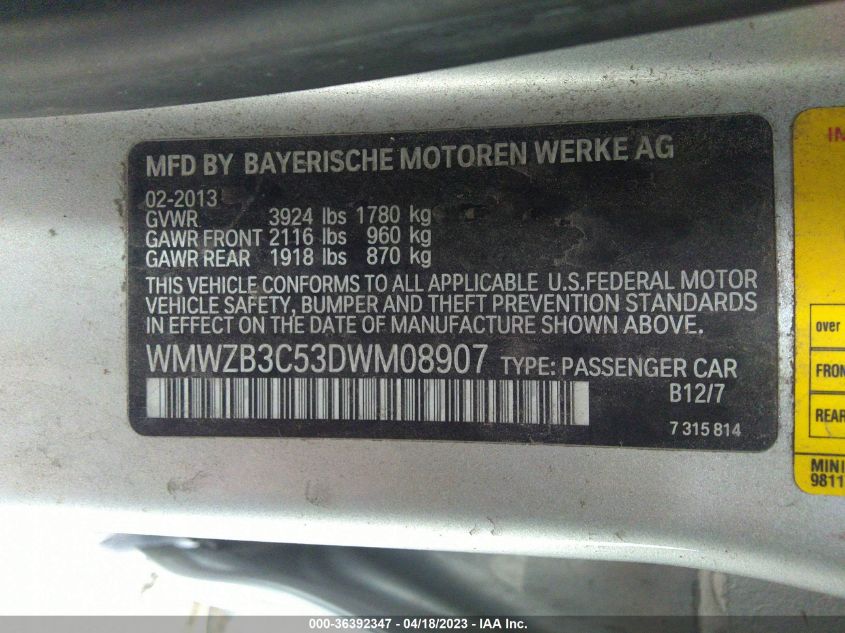 MFD BY BAYERISCHE MOTOREN WERKE AG
02-2013
GVWR 3924 lbs 1780 kg
GAWR FRONT 2116 lbs 960 kg
GAWR REAR 1918 lbs 870 kg
THIS VEHICLE CONFORMS TO ALL APPLICABLE U.S.FEDERAL MOTOR
VEHICLE SAFETY, BUMPER AND THEFT PREVENTION STANDARDS
IN EFFECT ON THE DATE OF MANUFACTURE SHOWN ABOVE.
WMWZB3C53DWM08907 TYPE: PASSENGER CAR
B12/7
7 315 814
over
FRON
REAR
MINI
9811
000-36392347 - 04/18/2023 - IAA Inc.